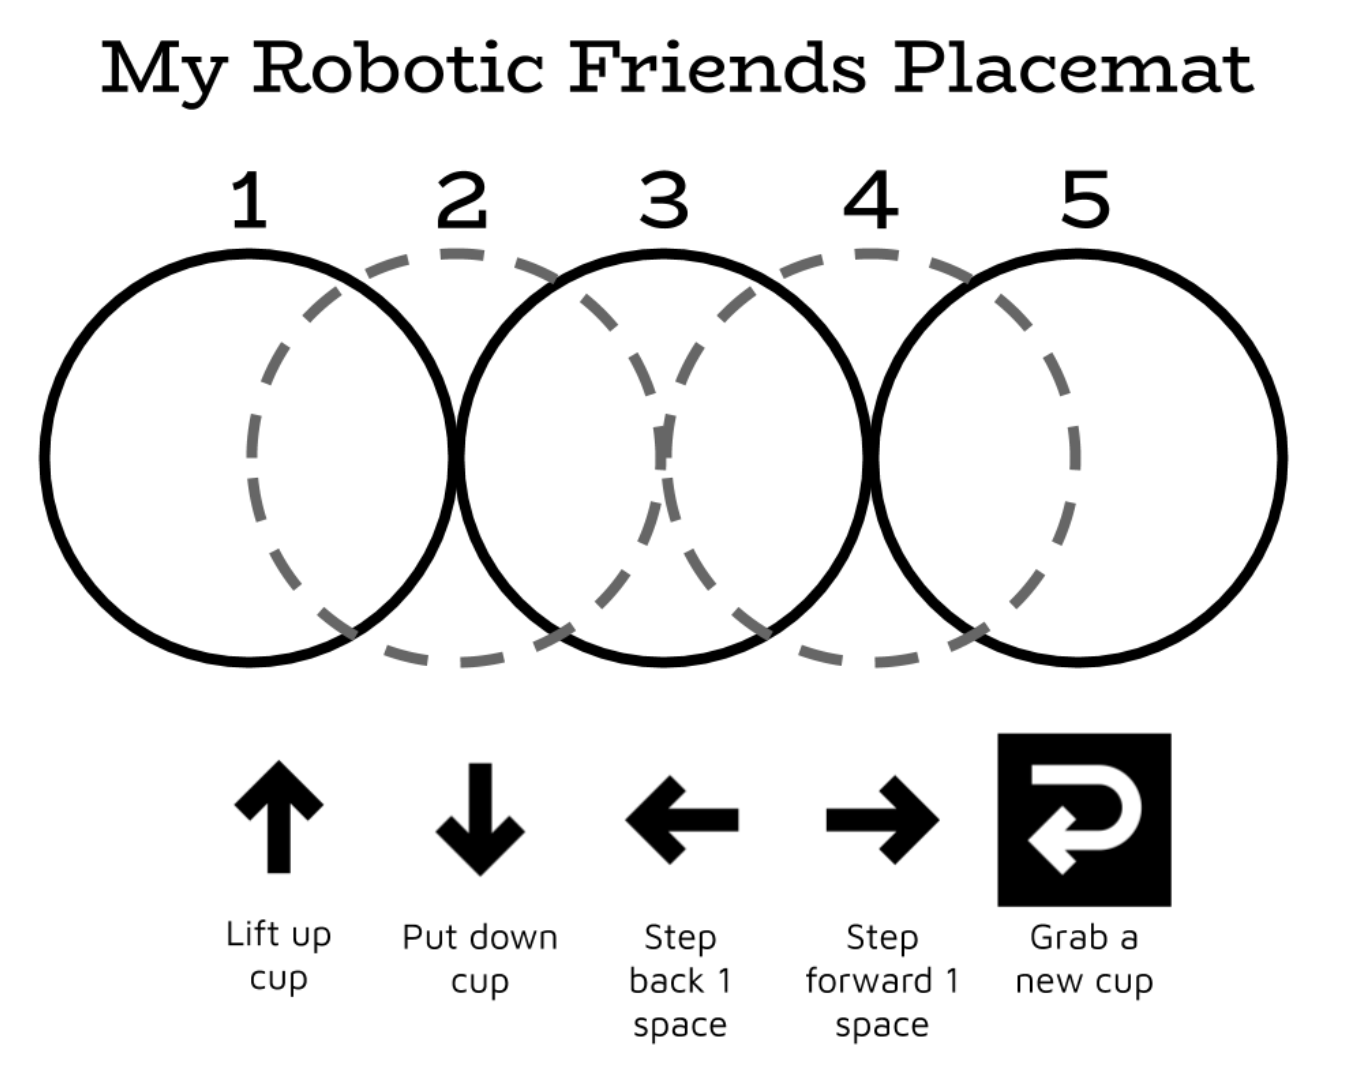 My Robotic Friends Placemat
1 2 3 4 5
Lift up
cup
Put down
cup
Step
back 1
space
Step
forward 1
space
Grab a
new cup